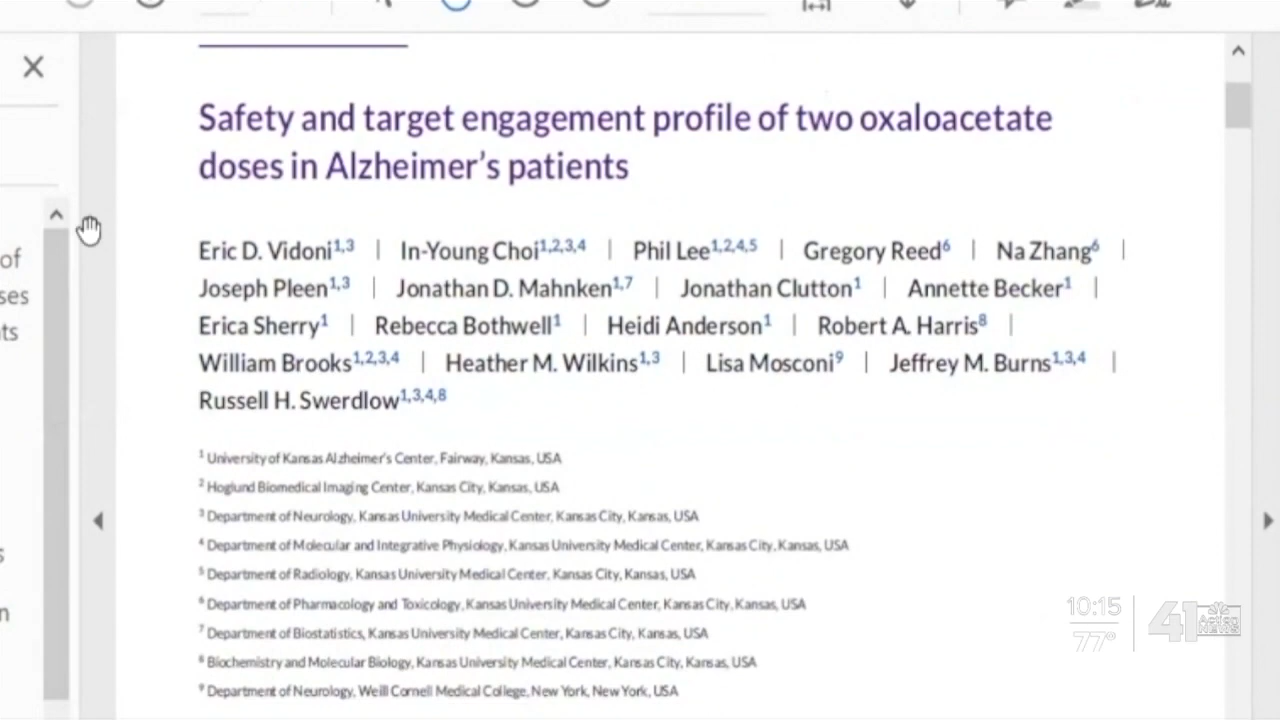 Safety and target engagement profile of two oxaloacetate
doses in Alzheimer's patients
of
ses
ts
s
n
Eric D. Vidoni1,3 | In-Young Choi1,2,3,4 | Phil Lee1,2,4,5 | Gregory Reed6 | Na Zhang6 |
Joseph Pleen1,3 | Jonathan D. Mahnken1,7 | Jonathan Clutton1 | Annette Becker1 |
Erica Sherry1 | Rebecca Bothwell1 | Heidi Anderson1 | Robert A. Harris8 |
William Brooks1,2,3,4 | Heather M. Wilkins1,3 | Lisa Mosconi9 | Jeffrey M. Burns1,3,4 |
Russell H. Swerdlow1,3,4,8
1 University of Kansas Alzheimer's Center, Fairway, Kansas, USA
2 Hoglund Biomedical Imaging Center, Kansas City, Kansas, USA
3 Department of Neurology, Kansas University Medical Center, Kansas City, Kansas, USA
4 Department of Molecular and Integrative Physiology, Kansas University Medical Center, Kansas City, Kansas, USA
5 Department of Radiology, Kansas University Medical Center, Kansas City, Kansas, USA
6 Department of Pharmacology and Toxicology, Kansas University Medical Center, Kansas City, Kansas, USA
7 Department of Biostatistics, Kansas University Medical Center, Kansas City, Kansas, USA
8 Biochemistry and Molecular Biology, Kansas University Medical Center, Kansas City, Kansas, USA
9 Department of Neurology, Weill Cornell Medical College, New York, New York, USA
10:15
77°
41 Action NEWS